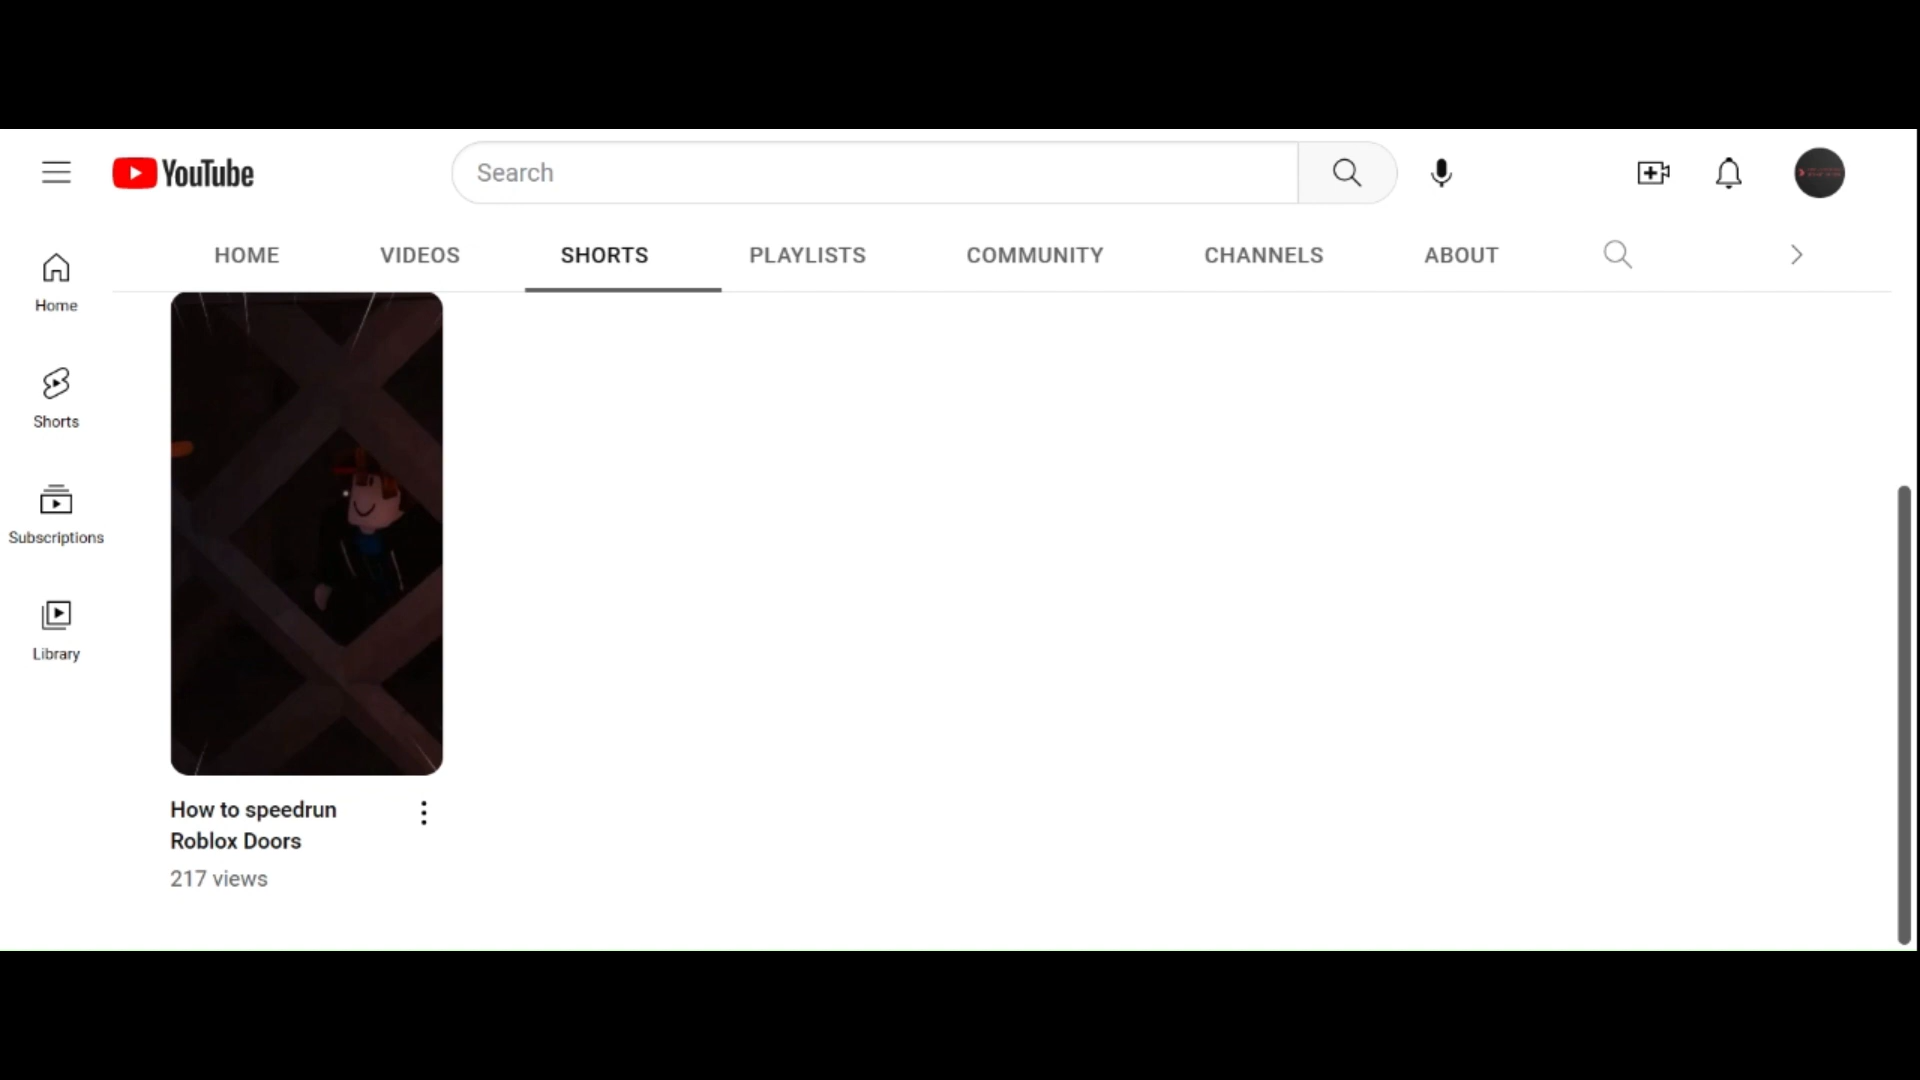 YouTube
Search
HOME VIDEOS SHORTS PLAYLISTS COMMUNITY CHANNELS ABOUT
Home
Shorts
Subscriptions
Library
How to speedrun
Roblox Doors
217 views